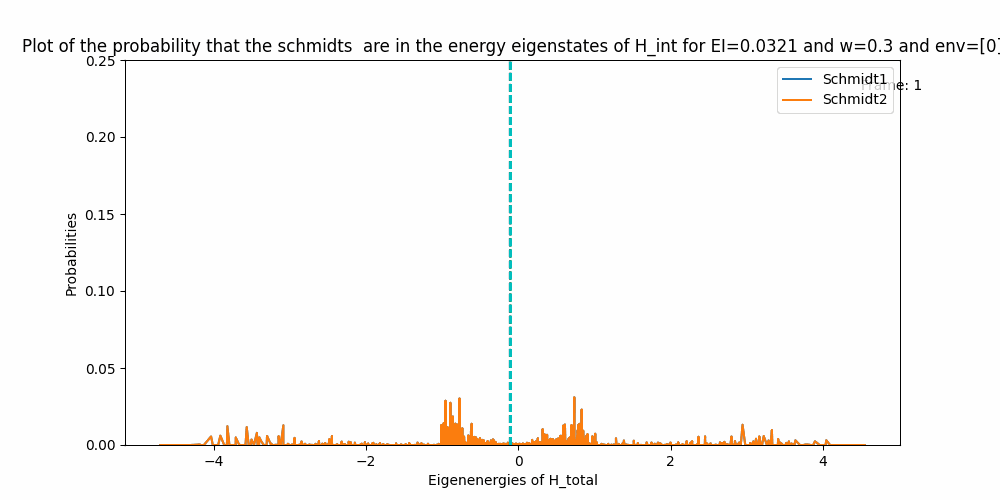 Plot of the probability that the schmidts  are in the energy eigenstates of H_int for EI=0.0321 and w=0.3 and env=[0]
0.25
Schmidt1
Frame: 1
Schmidt2
0.20
0.15
Probabilities
0.10
0.05
0.00
−4 −2 0 2 4
Eigenenergies of H_total